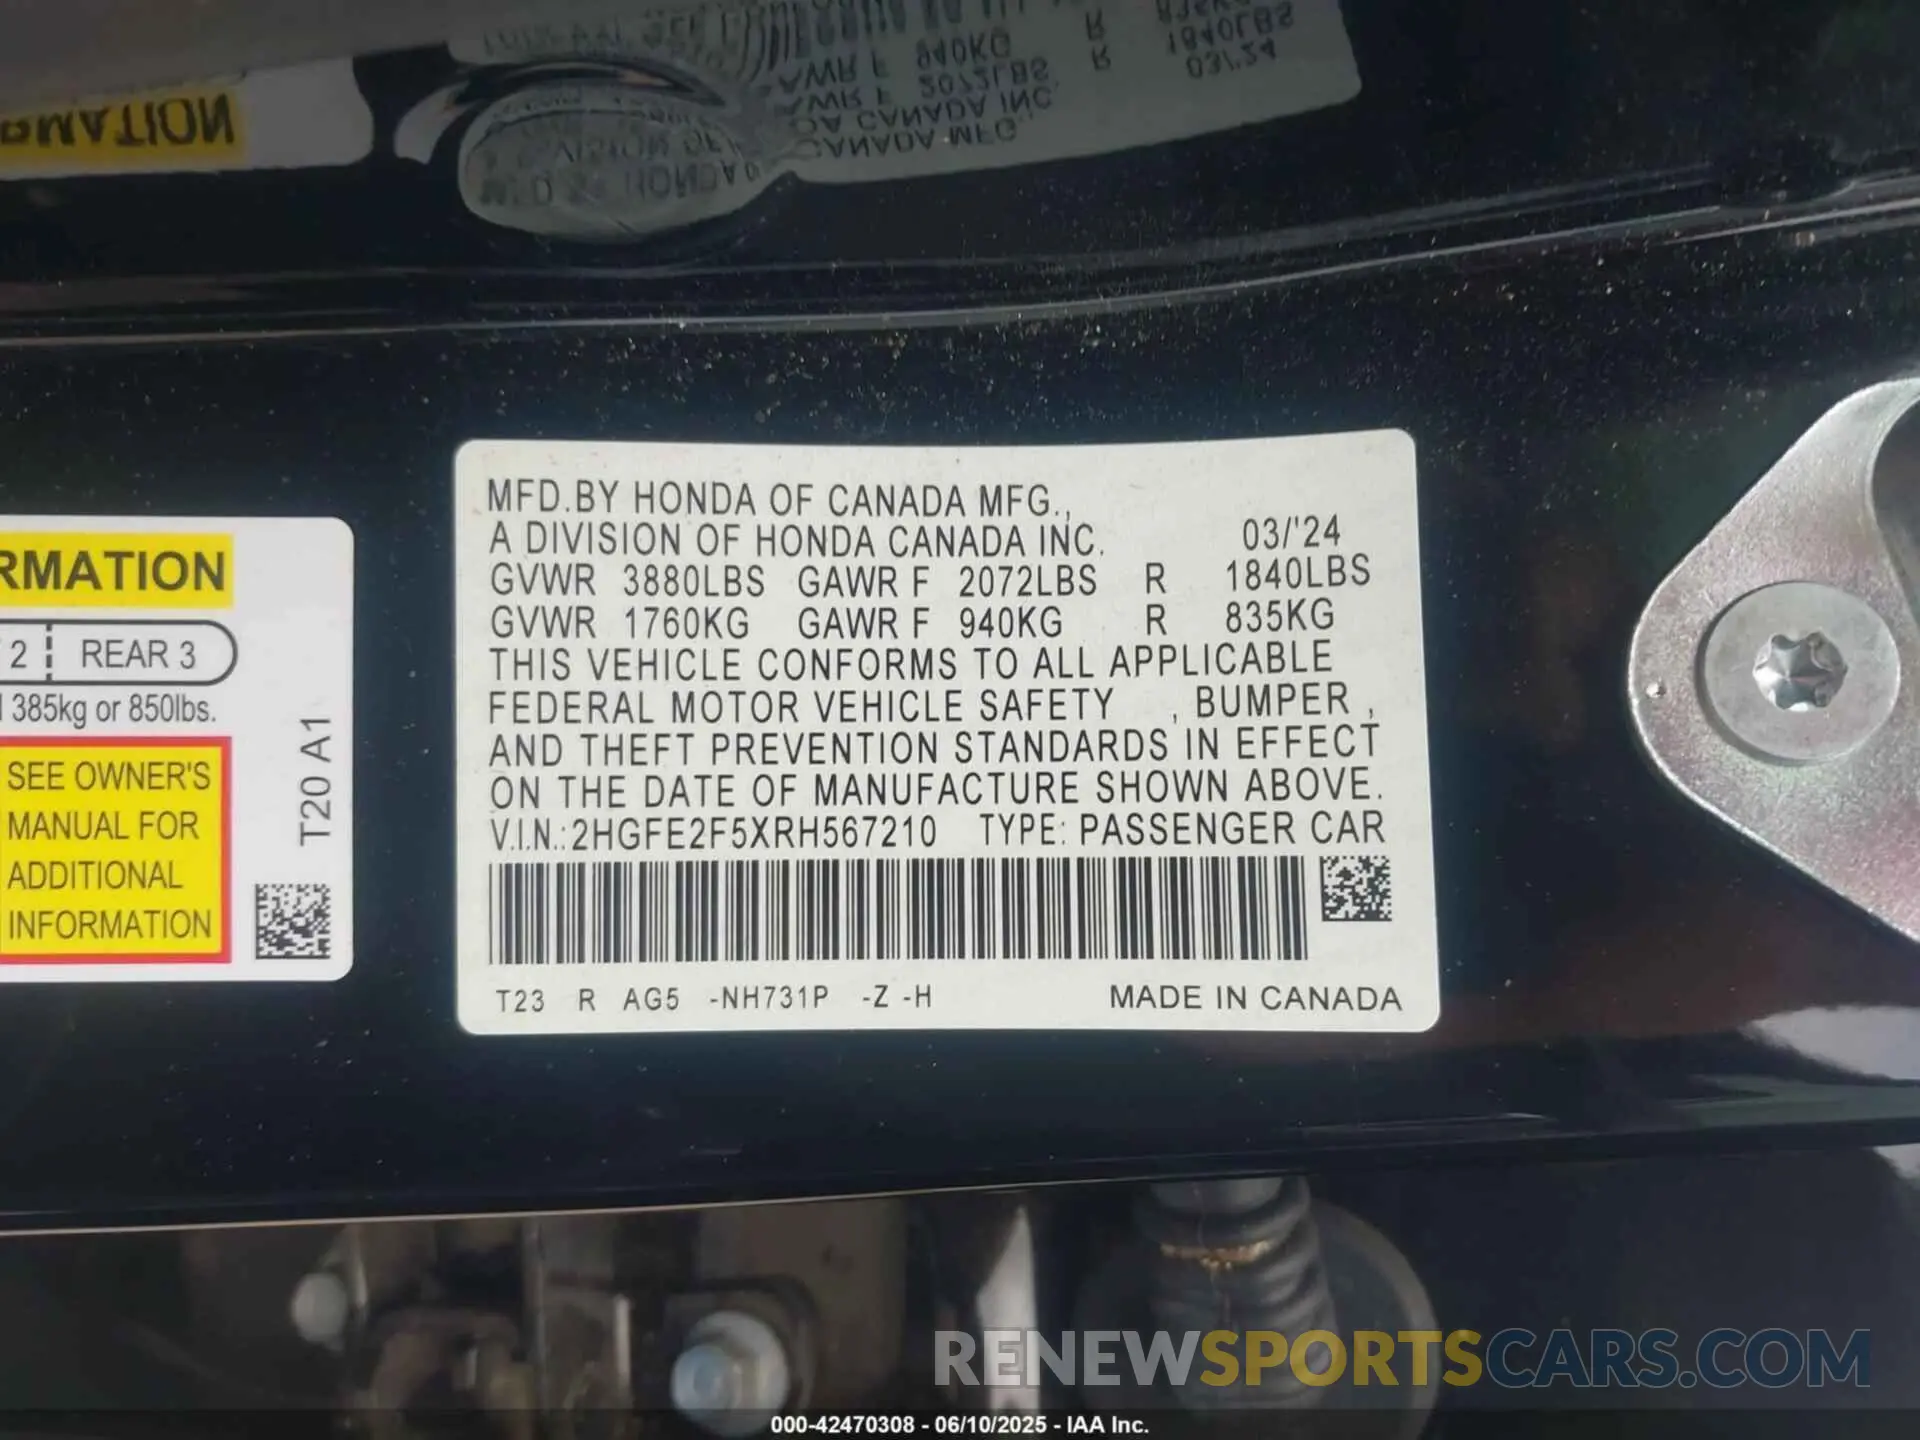 RMATION
2 REAR 3
385kg or 850lbs.
SEE OWNER'S
MANUAL FOR
ADDITIONAL
INFORMATION
T20 A1
MFD.BY HONDA OF CANADA MFG.,
A DIVISION OF HONDA CANADA INC. 03/'24
GVWR 3880LBS GAWR F 2072LBS R 1840LBS
GVWR 1760KG GAWR F 940KG R 835KG
THIS VEHICLE CONFORMS TO ALL APPLICABLE
FEDERAL MOTOR VEHICLE SAFETY , BUMPER ,
AND THEFT PREVENTION STANDARDS IN EFFECT
ON THE DATE OF MANUFACTURE SHOWN ABOVE.
V.I.N.: 2HGFE2F5XRH567210 TYPE: PASSENGER CAR
T23 R AG5 -NH731P -Z -H MADE IN CANADA
RENEWSPORTSCARS.COM
000-42470308 - 06/10/2025 - IAA Inc.